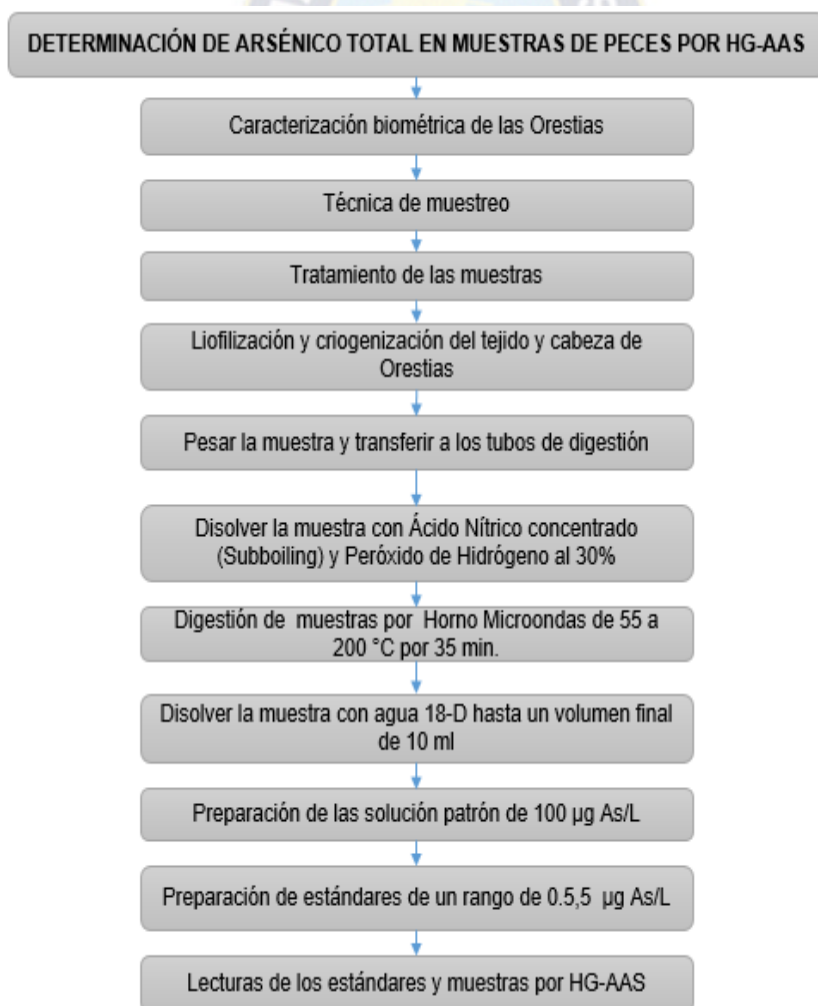 DETERMINACIÓN DE ARSÉNICO TOTAL EN MUESTRAS DE PECES POR HG-AAS
Caracterización biométrica de las Orestias
Técnica de muestreo
Tratamiento de las muestras
Liofilización y criogenización del tejido y cabeza de
Orestias
Pesar la muestra y transferir a los tubos de digestión
Disolver la muestra con Ácido Nítrico concentrado
(Subboiling) y Peróxido de Hidrógeno al 30%
Digestión de muestras por Horno Microondas de 55 a
200 °C por 35 min.
Disolver la muestra con agua 18-D hasta un volumen final
de 10 ml
Preparación de las solución patrón de 100 µg As/L
Preparación de estándares de un rango de 0.5,5 µg As/L
Lecturas de los estándares y muestras por HG-AAS